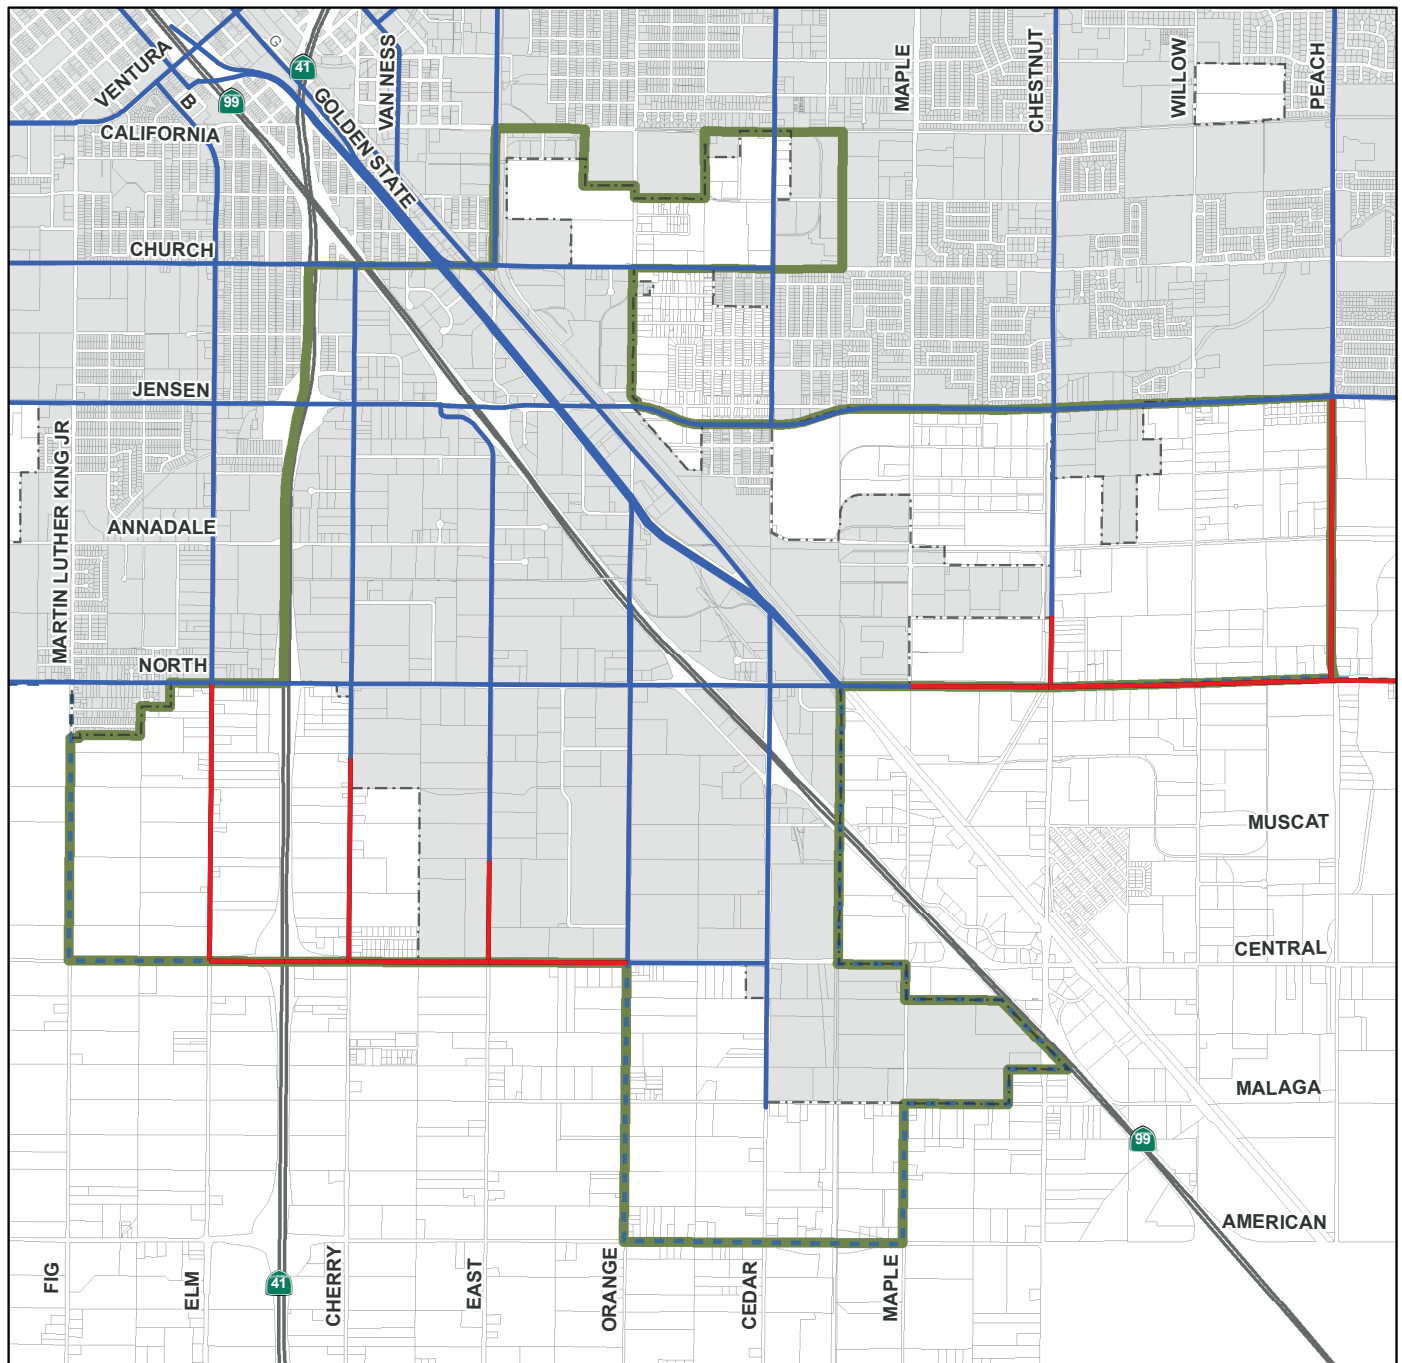 VENTURA
G
41
VAN NESS
MAPLE
CHESTNUT
WILLOW
PEACH
B
99
GOLDEN STATE
CALIFORNIA
CHURCH
JENSEN
MARTIN LUTHER KING JR
ANNADALE
NORTH
MUSCAT
CENTRAL
MALAGA
99
AMERICAN
FIG
ELM
41
CHERRY
EAST
ORANGE
CEDAR
MAPLE